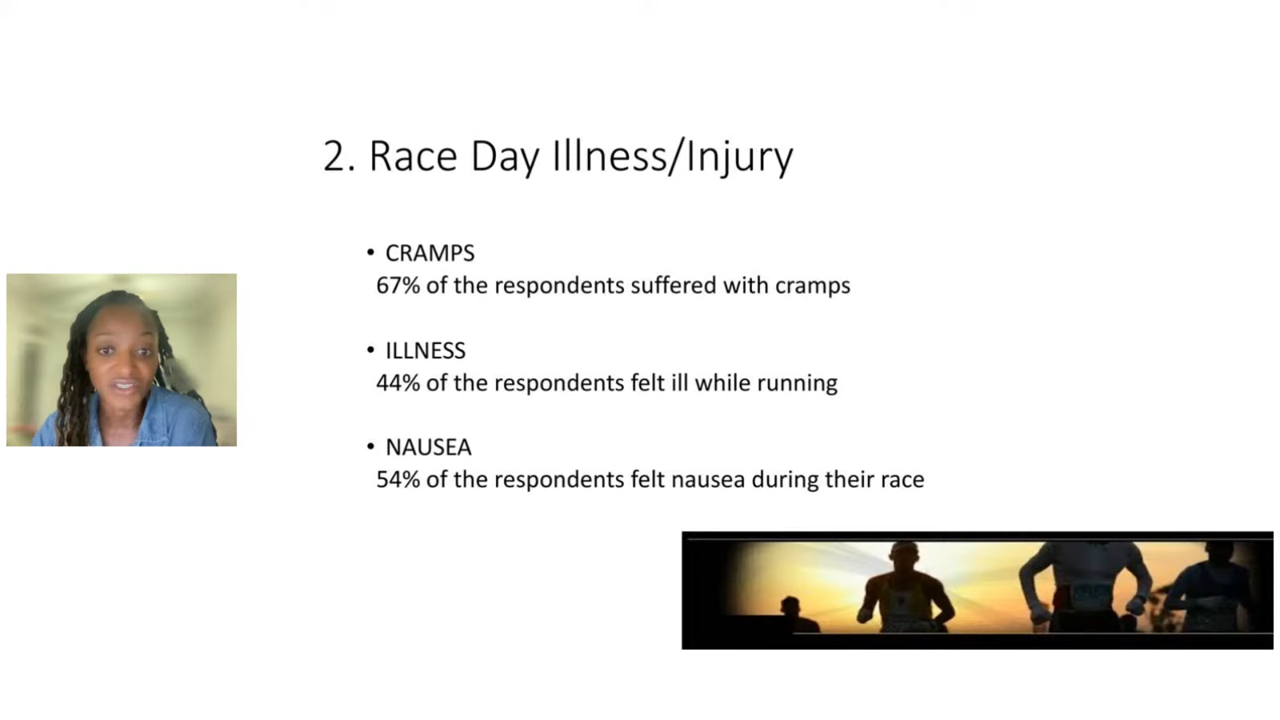 2. Race Day Illness/Injury
• CRAMPS
67% of the respondents suffered with cramps
• ILLNESS
44% of the respondents felt ill while running
• NAUSEA
54% of the respondents felt nausea during their race